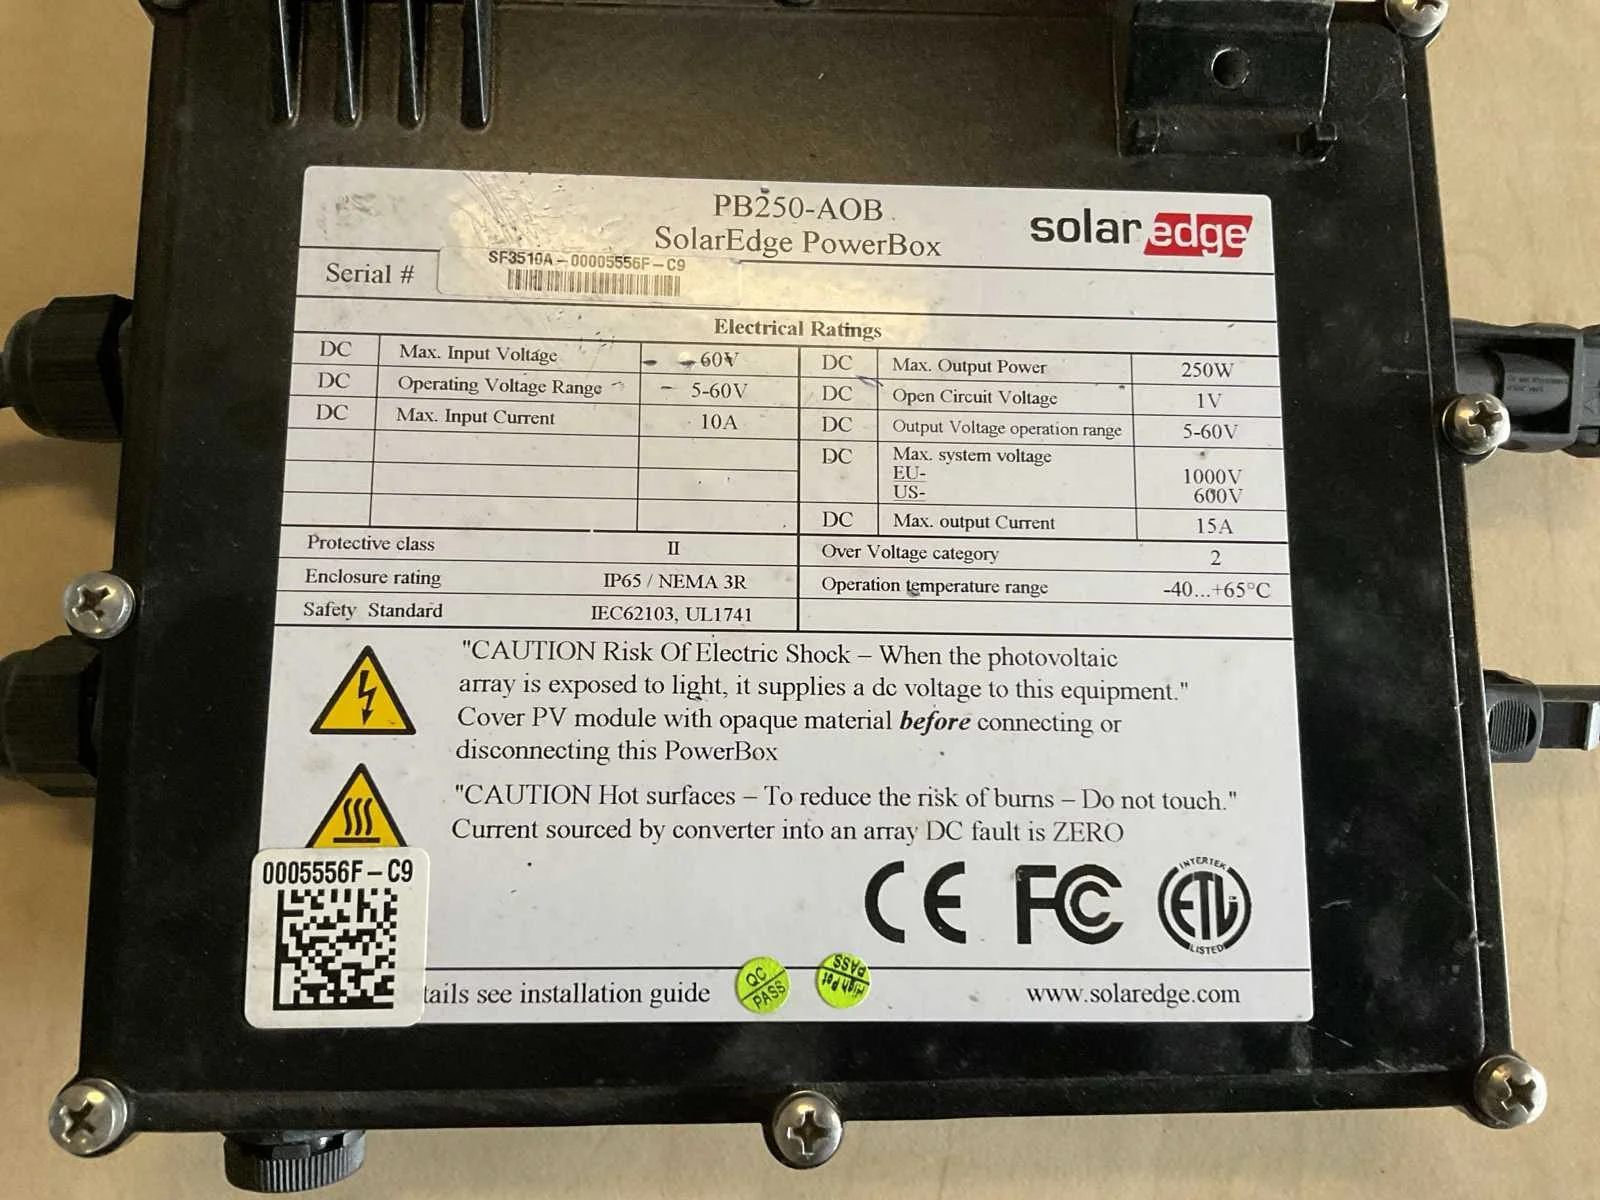 PB250-AOB
SolarEdge PowerBox
solar edge
Serial #
SF3510A-00005556F-C9
Electrical Ratings
DC Max. Input Voltage 60V
DC Operating Voltage Range 5-60V
DC Max. Input Current 10A
DC Max. Output Power 250W
DC Open Circuit Voltage 1V
DC Output Voltage operation range 5-60V
DC Max. system voltage
EU- 1000V
US- 600V
DC Max. output Current 15A
Protective class II
Enclosure rating IP65 / NEMA 3R
Safety Standard IEC62103, UL1741
Over Voltage category 2
Operation temperature range -40...+65°C
"CAUTION Risk Of Electric Shock – When the photovoltaic
array is exposed to light, it supplies a dc voltage to this equipment."
Cover PV module with opaque material before connecting or
disconnecting this PowerBox
"CAUTION Hot surfaces – To reduce the risk of burns – Do not touch."
Current sourced by converter into an array DC fault is ZERO
0005556F-C9
CE FCC
INTERTEK
ETL
LISTED
tails see installation guide
QC
PASS
High Pot
PASS
www.solaredge.com